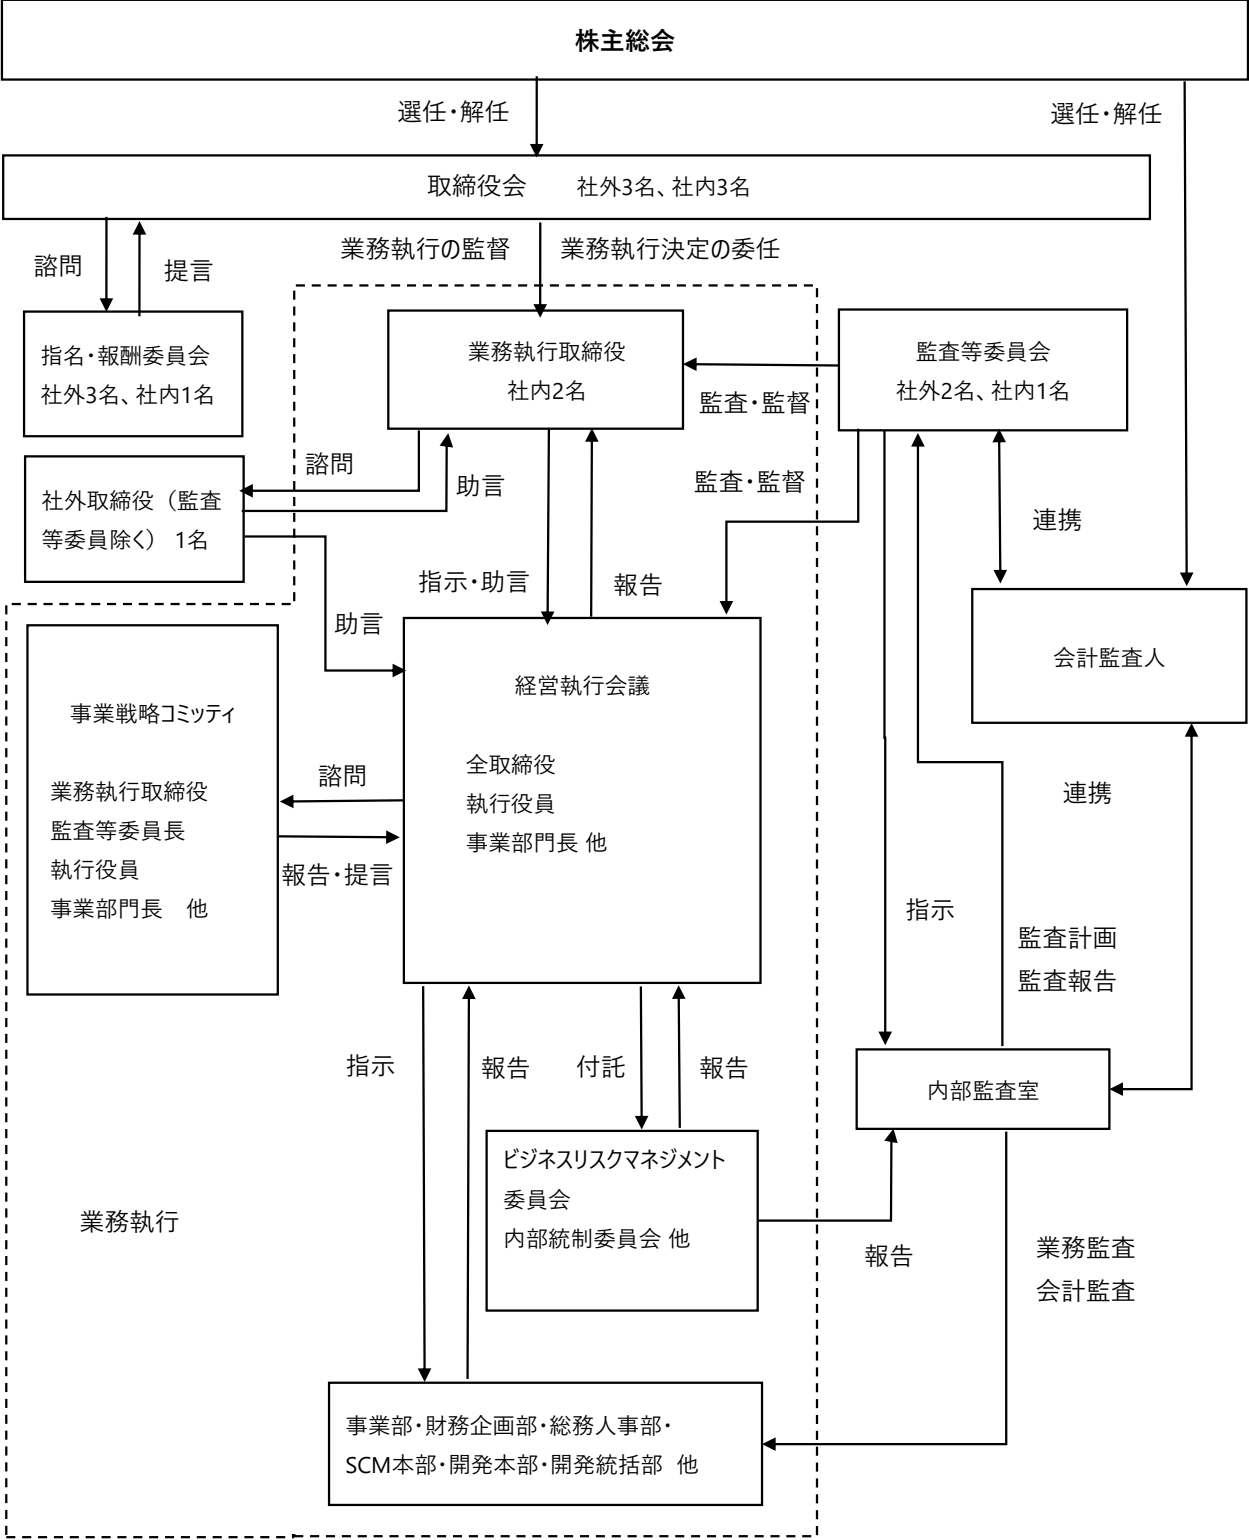 株主総会
選任・解任
選任・解任
取締役会　　社外3名、社内3名
諮問
提言
業務執行の監督
業務執行決定の委任
指名・報酬委員会
社外3名、社内1名
業務執行取締役
社内2名
監査等委員会
社外2名、社内1名
監査・監督
社外取締役（監査
等委員除く）　1名
諮問
助言
監査・監督
連携
指示・助言
報告
助言
会計監査人
事業戦略コミッティ
業務執行取締役
監査等委員長
執行役員
事業部門長　他
諮問
報告・提言
経営執行会議
全取締役
執行役員
事業部門長 他
連携
指示
監査計画
監査報告
指示
報告
付託
報告
内部監査室
ビジネスリスクマネジメント
委員会
内部統制委員会 他
業務執行
報告
業務監査
会計監査
事業部・財務企画部・総務人事部・
SCM本部・開発本部・開発統括部 他